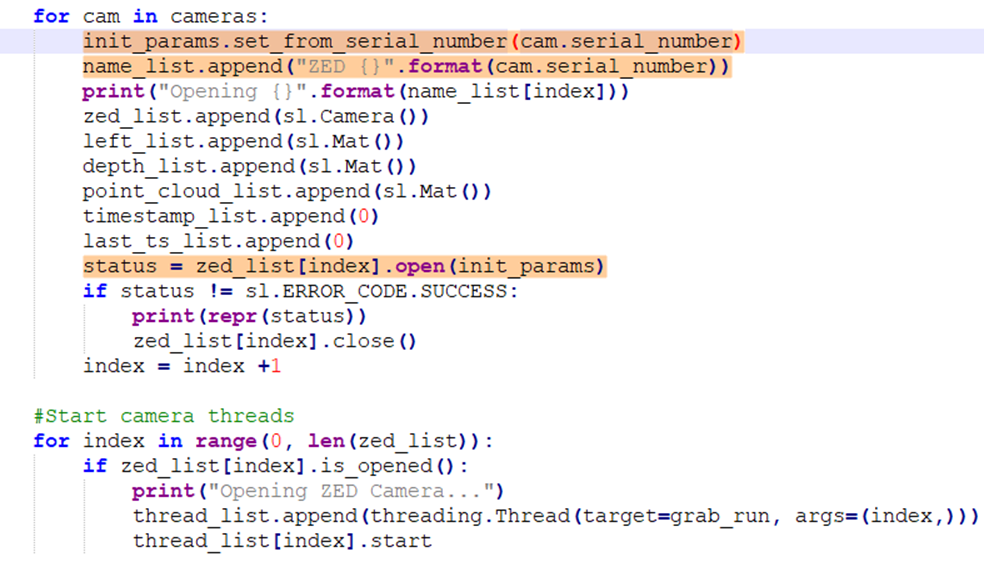 for cam in cameras:
    init_params.set_from_serial_number(cam.serial_number)
    name_list.append("ZED {}".format(cam.serial_number))
    print("Opening {}".format(name_list[index]))
    zed_list.append(sl.Camera())
    left_list.append(sl.Mat())
    depth_list.append(sl.Mat())
    point_cloud_list.append(sl.Mat())
    timestamp_list.append(0)
    last_ts_list.append(0)
    status = zed_list[index].open(init_params)
    if status != sl.ERROR_CODE.SUCCESS:
        print(repr(status))
        zed_list[index].close()
    index = index +1

#Start camera threads
for index in range(0, len(zed_list)):
    if zed_list[index].is_opened():
        print("Opening ZED Camera...")
        thread_list.append(threading.Thread(target=grab_run, args=(index,)))
        thread_list[index].start